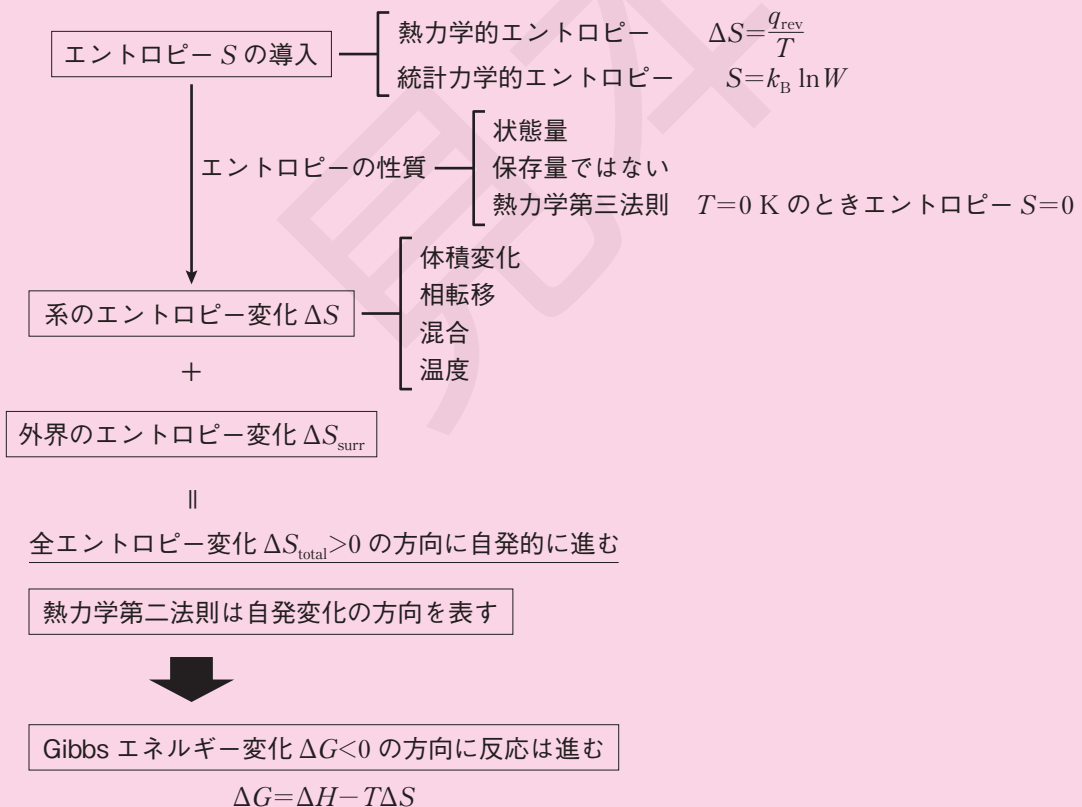 エントロピー S の導入
熱力学的エントロピー ΔS=q_rev/T
統計力学的エントロピー S=k_B ln W
エントロピーの性質
状態量
保存量ではない
熱力学第三法則 T=0 K のときエントロピー S=0
系のエントロピー変化 ΔS
体積変化
相転移
混合
温度
+
外界のエントロピー変化 ΔS_surr
॥
全エントロピー変化 ΔS_total>0 の方向に自発的に進む
熱力学第二法則は自発変化の方向を表す
Gibbs エネルギー変化 ΔG<0 の方向に反応は進む
ΔG=ΔH−TΔS
見本